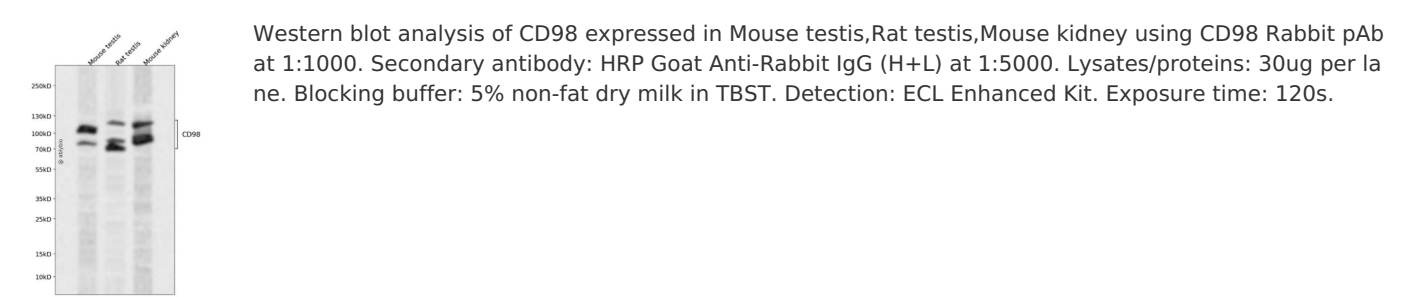 Mouse testis
Rat testis
Mouse kidney
250kD
130kD
100kD
70kD
55kD
35kD
25kD
15kD
10kD
CD98
@ ablybio
Western blot analysis of CD98 expressed in Mouse testis,Rat testis,Mouse kidney using CD98 Rabbit pAb
at 1:1000. Secondary antibody: HRP Goat Anti-Rabbit IgG (H+L) at 1:5000. Lysates/proteins: 30ug per la
ne. Blocking buffer: 5% non-fat dry milk in TBST. Detection: ECL Enhanced Kit. Exposure time: 120s.